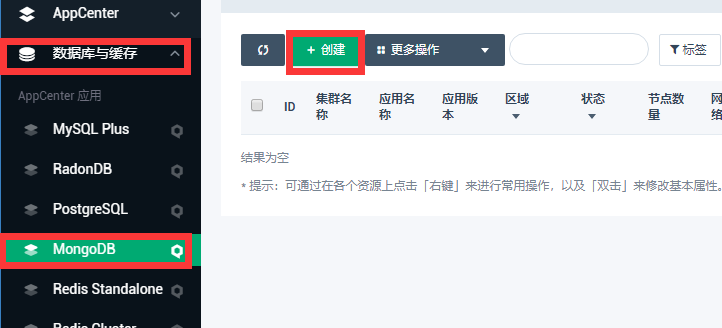 AppCenter
数据库与缓存
AppCenter 应用
MySQL Plus
RadonDB
PostgreSQL
MongoDB
Redis Standalone
Redis Cluster
+ 创建
更多操作
标签
ID
集群名称
应用名称
应用版本
区域
状态
节点数量
网络
结果为空
* 提示：可通过在各个资源上点击「右键」来进行常用操作，以及「双击」来修改基本属性。